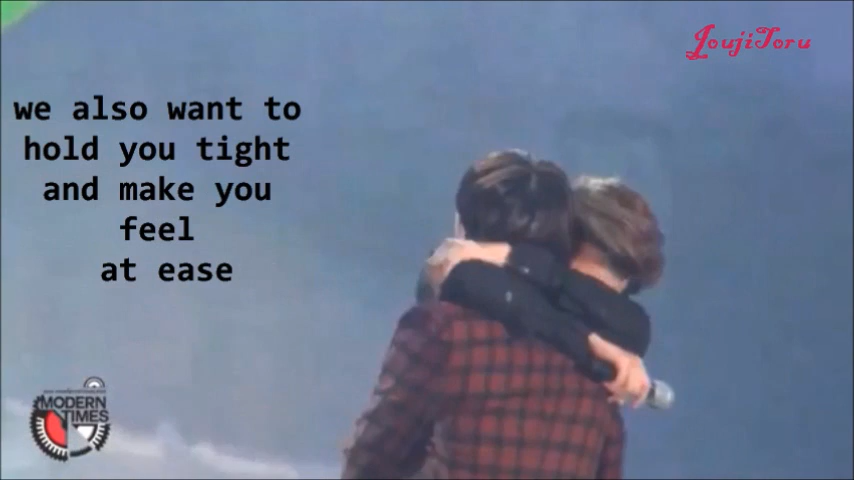 JoujiToru
we also want to
hold you tight
and make you
feel
at ease
MODERN
TIMES